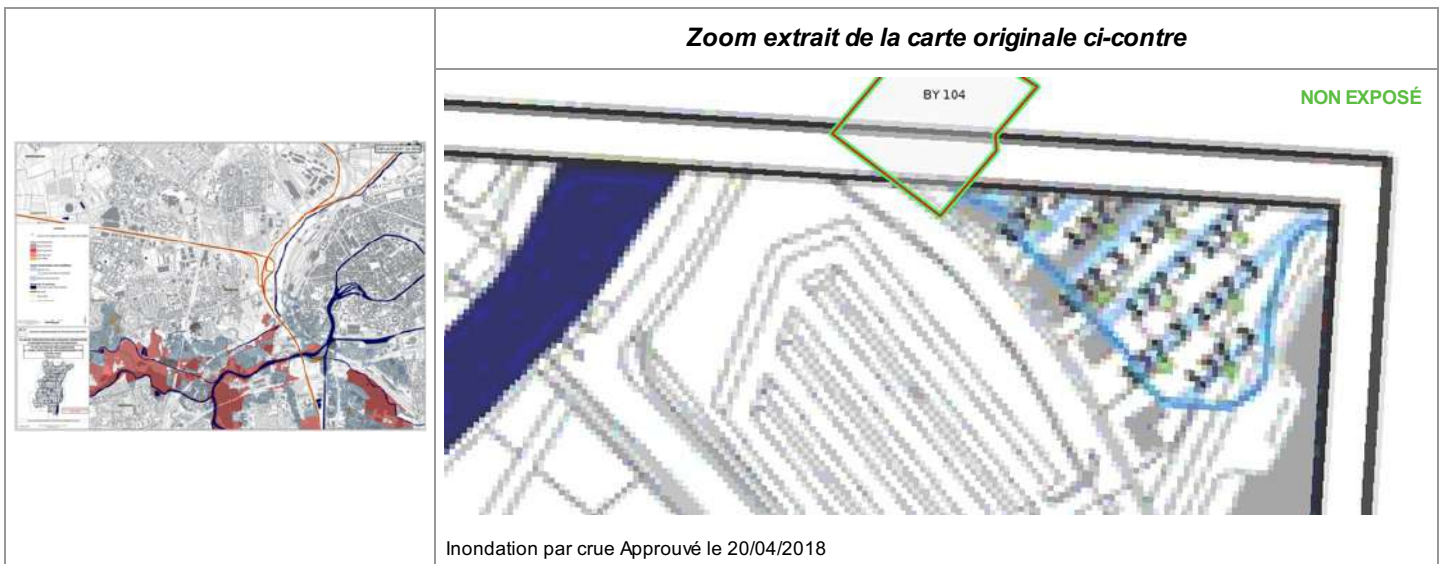 Zoom extrait de la carte originale ci-contre
BY 104
NON EXPOSÉ
Inondation par crue Approuvé le 20/04/2018